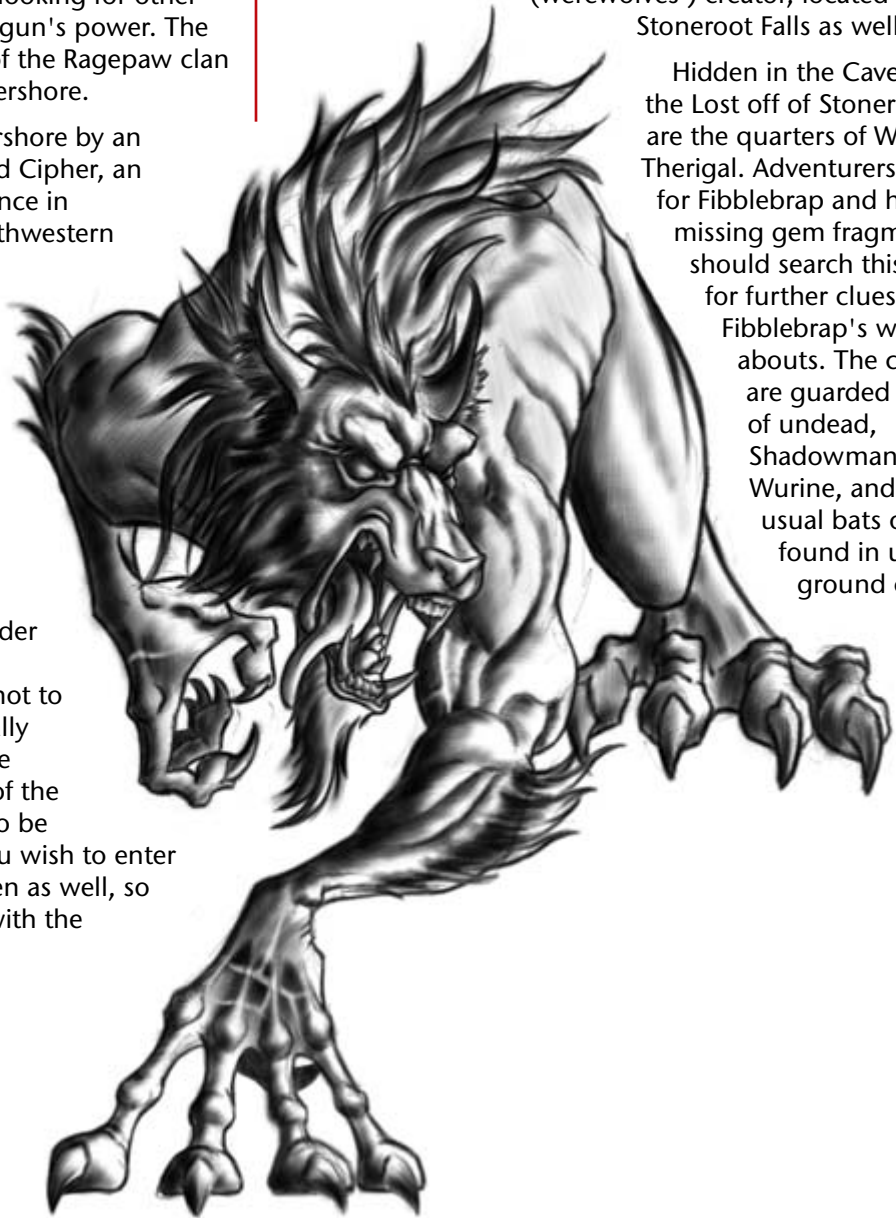 gun's power. The
of the Ragepaw clan
ershore.
rshore by an
d Cipher, an
nce in
thwestern
der
not to
lly
e
of the
o be
u wish to enter
en as well, so
with the
creator, located
Stoneroot Falls as well
Hidden in the Cave
the Lost off of Stoner
are the quarters of W
Therigal. Adventurers
for Fibblebrap and h
missing gem fragm
should search this
for further clues
Fibblebrap's w
abouts. The c
are guarded
of undead,
Shadowman
Wurine, and
usual bats c
found in u
ground